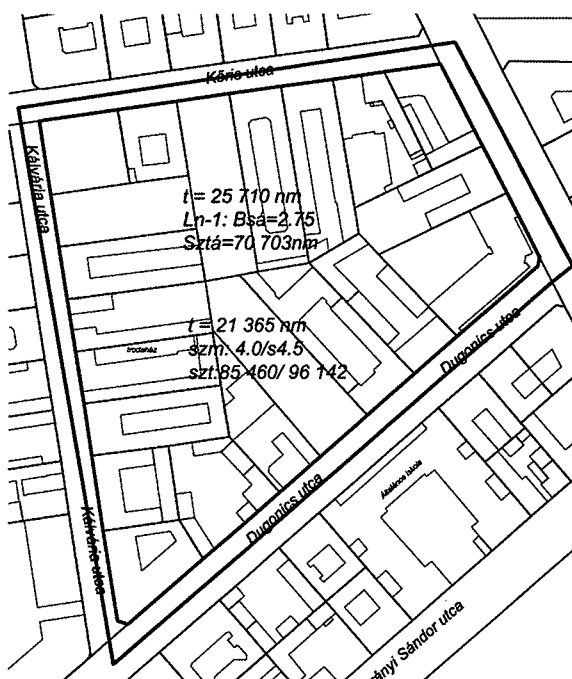 Kőris utca
Kálvária utca
t = 25 710 nm
Ln-1: Bsá=2.75
Sztá=70 703nm
t = 21 365 nm
szm: 4.0/s4.5
szt:85 460/ 96 142
Irodaház
Dugonics utca
Általános Iskola
Dugonics utca
Kálvária utca
rányi Sándor utca